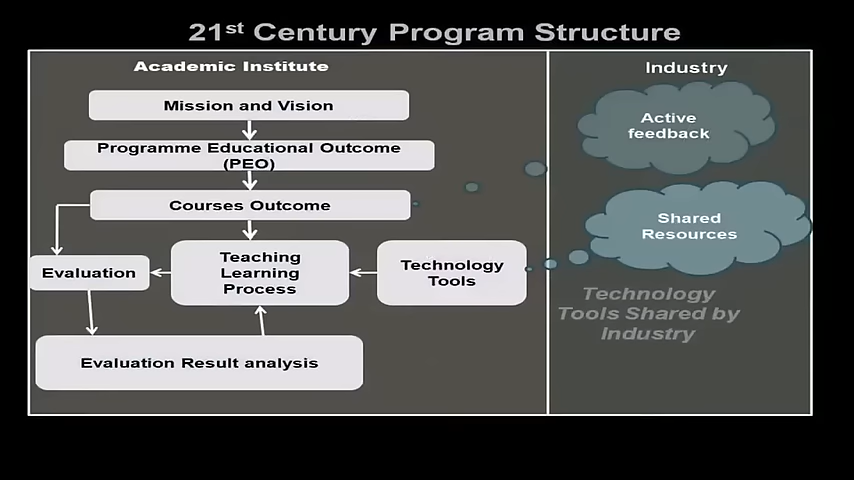 21st Century Program Structure
Academic Institute
Mission and Vision
Programme Educational Outcome
(PEO)
Courses Outcome
Evaluation
Teaching
Learning
Process
Technology
Tools
Evaluation Result analysis
Industry
Active
feedback
Shared
Resources
Technology
Tools Shared by
Industry